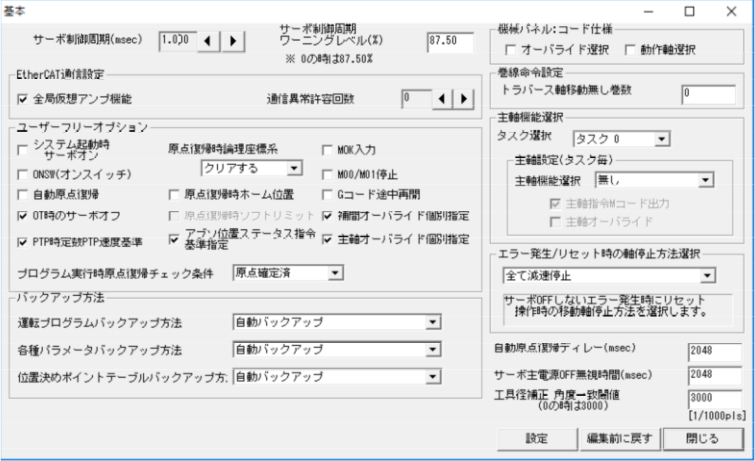 基本
サーボ制御周期(msec)
1.00
サーボ制御周期
ワーニングレベル(%)
87.50
※ 0の時は87.50%
EtherCAT通信設定
全局仮想アンプ機能
通信異常許容回数
0
ユーザーフリーオプション
システム起動時
サーボオン
ONSW(オンスイッチ)
自動原点復帰
OT時のサーボオフ
PTP時定数PTP速度基準
原点復帰時論理座標系
クリアする
原点復帰時ホーム位置
原点復帰時ソフトリミット
アブソ位置ステータス指令
基準指定
MOK入力
M00/M01停止
Gコード途中再開
補間オーバライド個別指定
主軸オーバライド個別指定
プログラム実行時原点復帰チェック条件
原点確定済
バックアップ方法
運転プログラムバックアップ方法
自動バックアップ
各種パラメータバックアップ方法
自動バックアップ
位置決めポイントテーブルバックアップ方
自動バックアップ
機械パネル:コード仕様
オーバライド選択
動作軸選択
巻線命令設定
トラバース軸移動無し巻数
0
主軸機能選択
タスク選択
タスク 0
主軸設定(タスク毎)
主軸機能選択
無し
主軸指令Mコード出力
主軸オーバライド
エラー発生/リセット時の軸停止方法選択
全て減速停止
サーボOFFしないエラー発生時にリセット
操作時の移動軸停止方法を選択します。
自動原点復帰ディレー(msec)
2048
サーボ主電源OFF無視時間(msec)
2048
工具径補正 角度一致閾値
(0の時は3000)
3000
[1/1000pls]
設定
編集前に戻す
閉じる